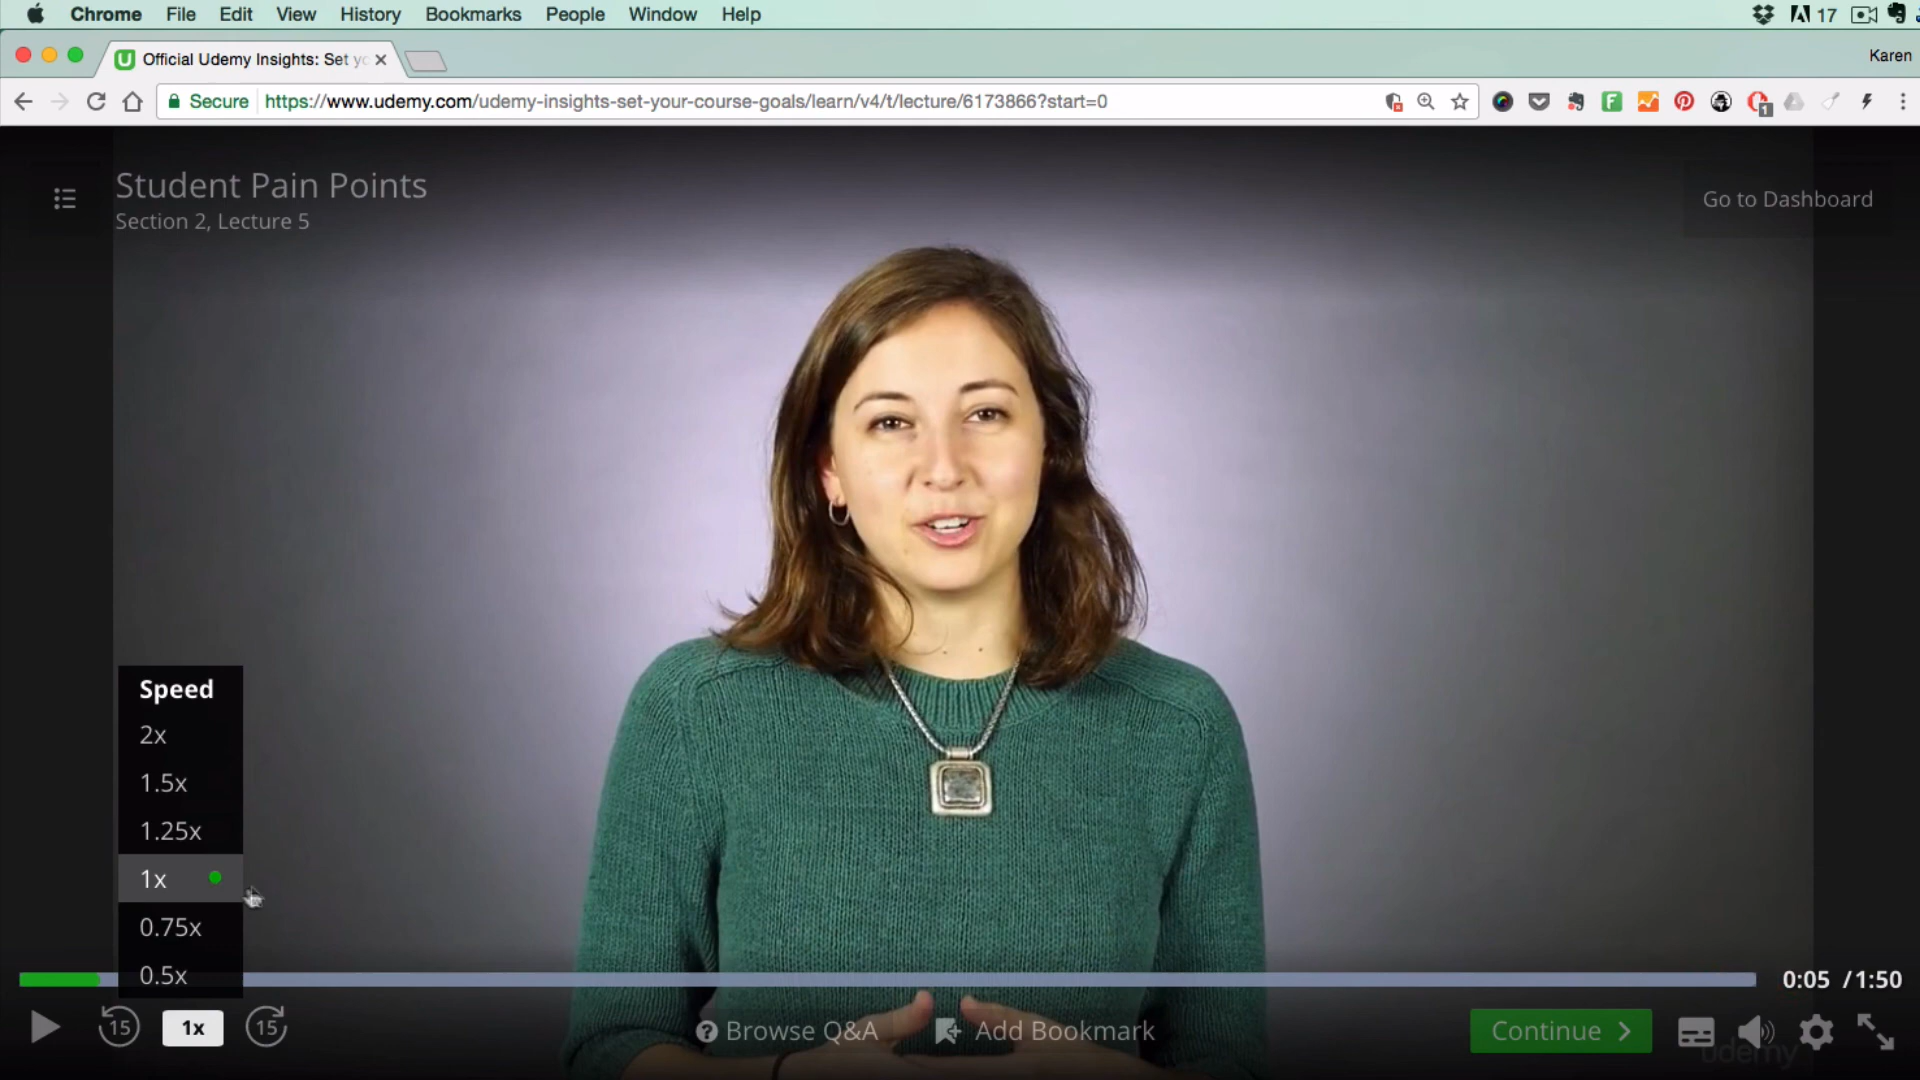 Chrome File Edit View History Bookmarks People Window Help 17
Official Udemy Insights: Set yo
Karen
Secure https://www.udemy.com/udemy-insights-set-your-course-goals/learn/v4/t/lecture/6173866?start=0
1
Student Pain Points
Section 2, Lecture 5
Go to Dashboard
Speed
2x
1.5x
1.25x
1x
0.75x
0.5x
0:05 / 1:50
15 1x 15
Browse Q&A Add Bookmark
Continue
udemy